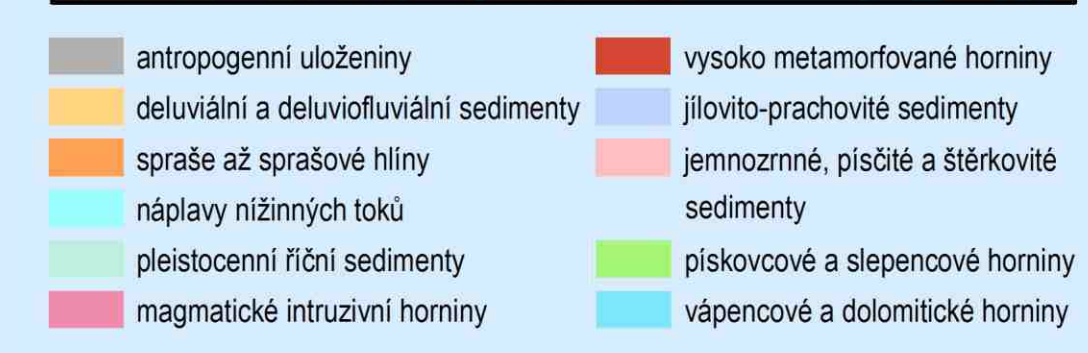 antropogenní uloženiny
deluviální a deluviofluviální sedimenty
spraše až sprašové hlíny
náplavy nížinných toků
pleistocenní říční sedimenty
magmatické intruzivní horniny
vysoko metamorfované horniny
jílovito-prachovité sedimenty
jemnozrnné, písčité a štěrkovité
sedimenty
pískovcové a slepencové horniny
vápencové a dolomitické horniny